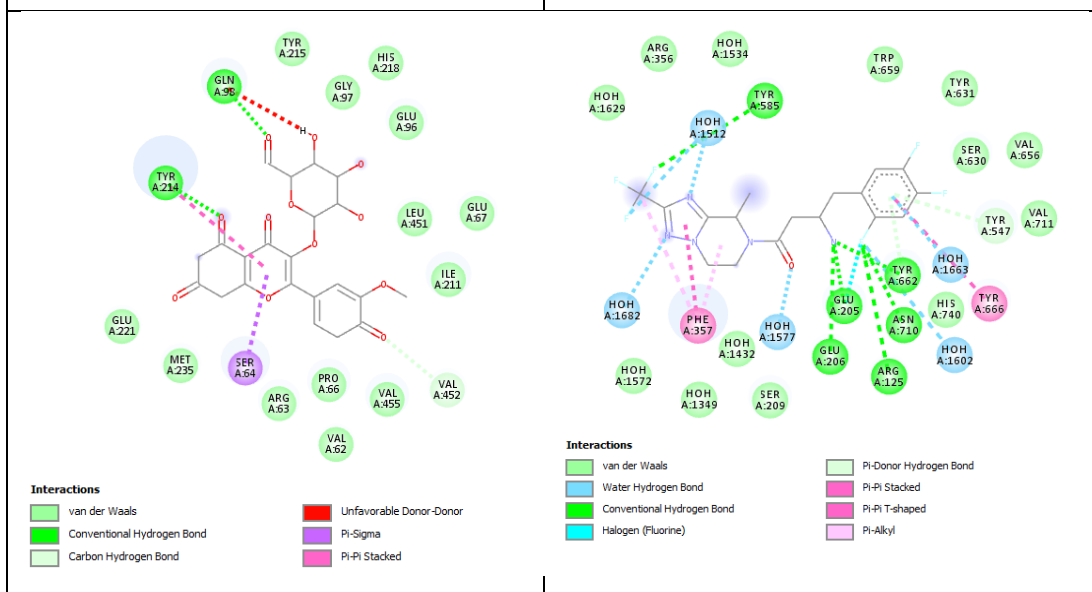 TYR
A:215
HIS
A:218
GLN
A:98
GLY
A:97
GLU
A:96
H
O
O
O
TYR
A:214
O
O
O
O
O
LEU
A:451
GLU
A:67
O
O
O
O
ILE
A:211
GLU
A:221
MET
A:235
SER
A:64
ARG
A:63
PRO
A:66
VAL
A:455
VAL
A:452
VAL
A:62
Interactions
van der Waals
Conventional Hydrogen Bond
Carbon Hydrogen Bond
Unfavorable Donor-Donor
Pi-Sigma
Pi-Pi Stacked
ARG
A:356
HOH
A:1534
TRP
A:659
TYR
A:631
HOH
A:1629
TYR
A:585
HOH
A:1512
SER
A:630
VAL
A:656
F
F
F
N
N
N
N
O
N
F
F
F
TYR
A:547
VAL
A:711
HOH
A:1663
TYR
A:662
GLU
A:205
HIS
A:740
TYR
A:666
ASN
A:710
HOH
A:1682
PHE
A:357
HOH
A:1432
HOH
A:1577
GLU
A:206
ARG
A:125
HOH
A:1602
HOH
A:1572
HOH
A:1349
SER
A:209
Interactions
van der Waals
Water Hydrogen Bond
Conventional Hydrogen Bond
Halogen (Fluorine)
Pi-Donor Hydrogen Bond
Pi-Pi Stacked
Pi-Pi T-shaped
Pi-Alkyl